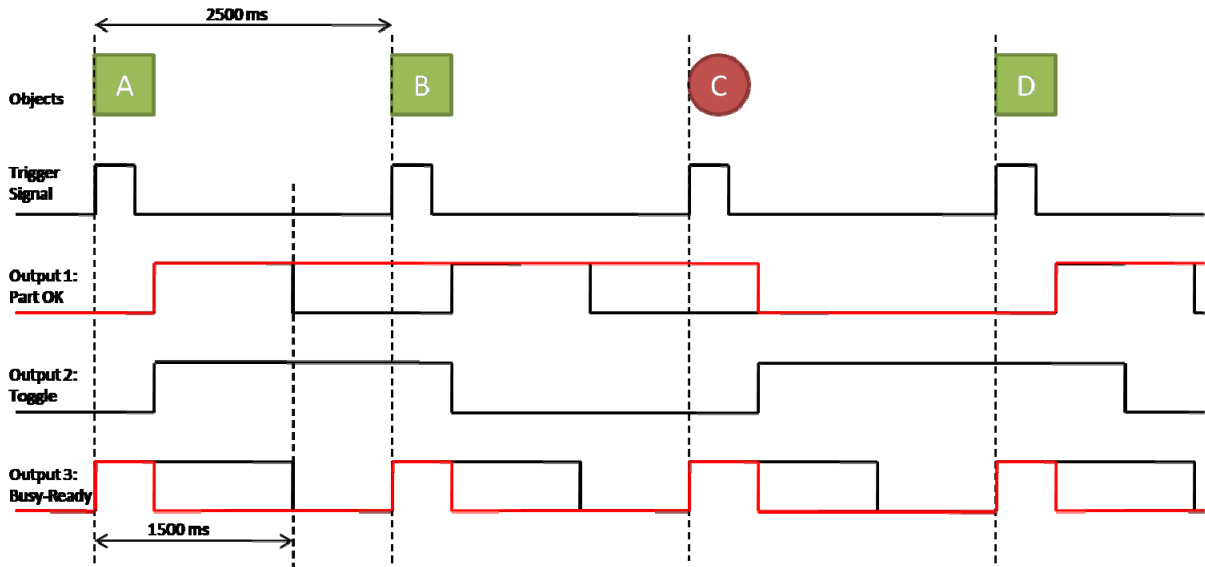 2500 ms
A
B
C
D
Objects
Trigger
Signal
Output 1:
Part OK
Output 2:
Toggle
Output 3:
Busy-Ready
1500 ms